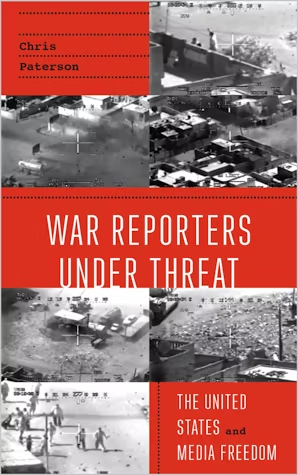 Chris
Paterson
WAR REPORTERS
UNDER THREAT
THE UNITED
STATES and
MEDIA FREEDOM